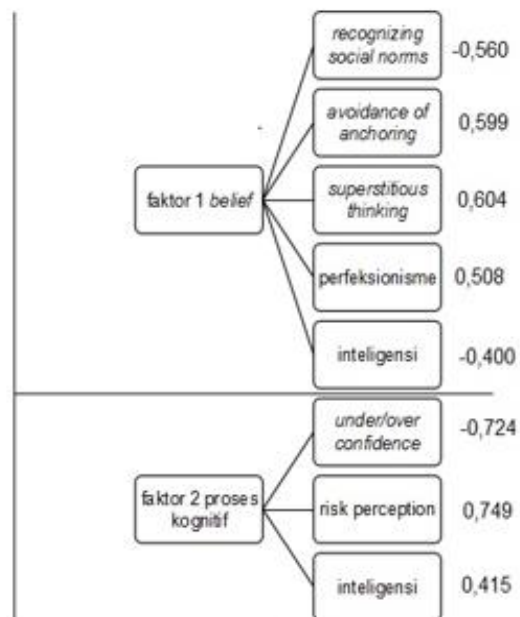 recognizing
social norms
-0,560
avoidance of
anchoring
0,599
faktor 1 belief
superstitious
thinking
0,604
perfeksionisme
0,508
inteligensi
-0,400
under/over
confidence
-0,724
faktor 2 proses
kognitif
risk perception
0,749
inteligensi
0,415